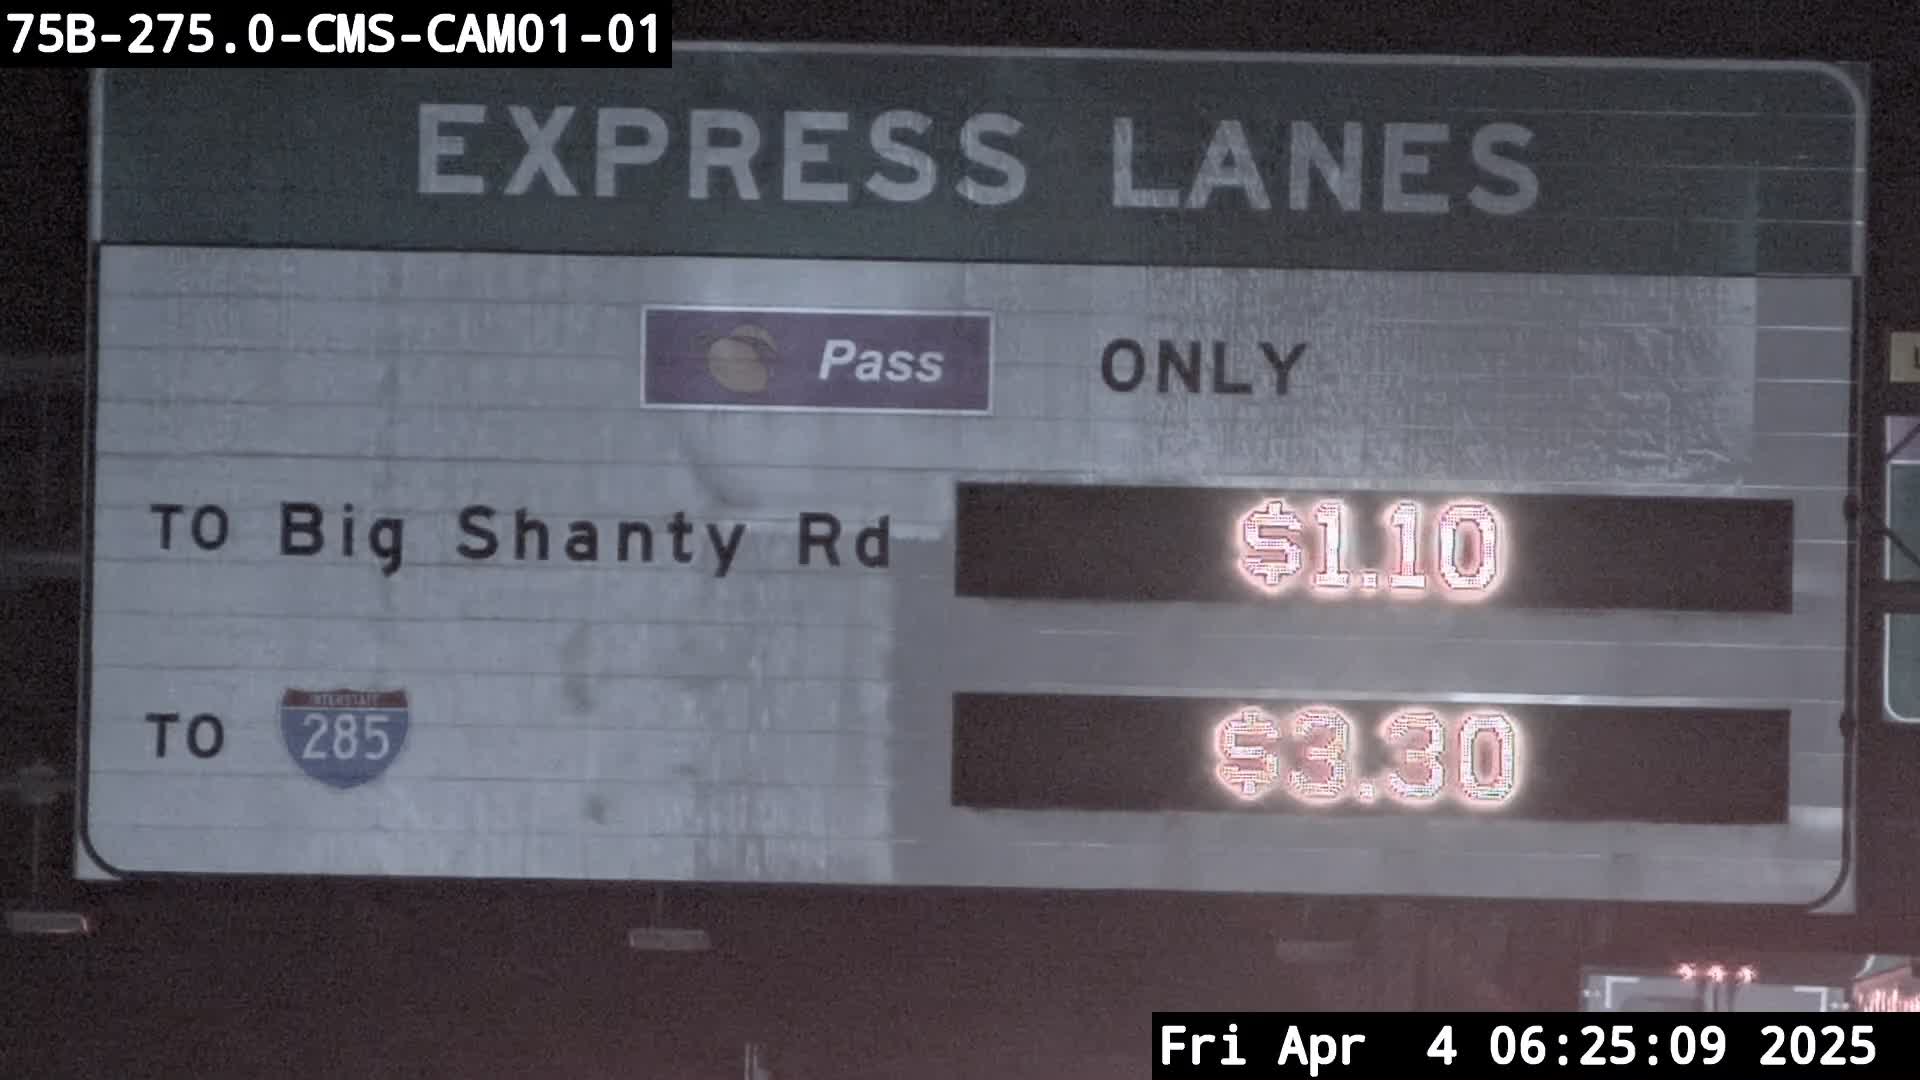 75B-275.0-CMS-CAM01-01
EXPRESS LANES
Pass ONLY
TO Big Shanty Rd $1.10
TO INTERSTATE 285 $3.30
Fri Apr 4 06:25:09 2025